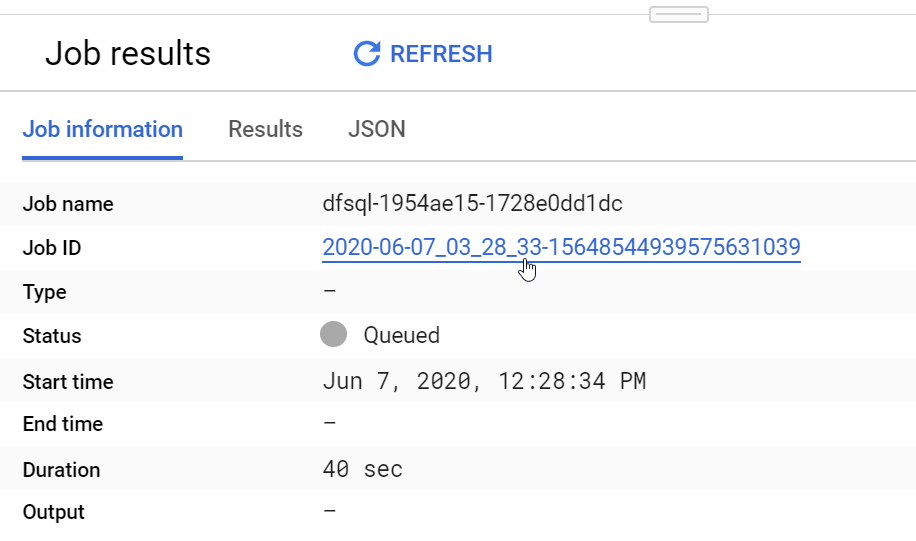 Job results REFRESH
Job information Results JSON
Job name dfsql-1954ae15-1728e0dd1dc
Job ID 2020-06-07_03_28_33-15648544939575631039
Type –
Status Queued
Start time Jun 7, 2020, 12:28:34 PM
End time –
Duration 40 sec
Output –